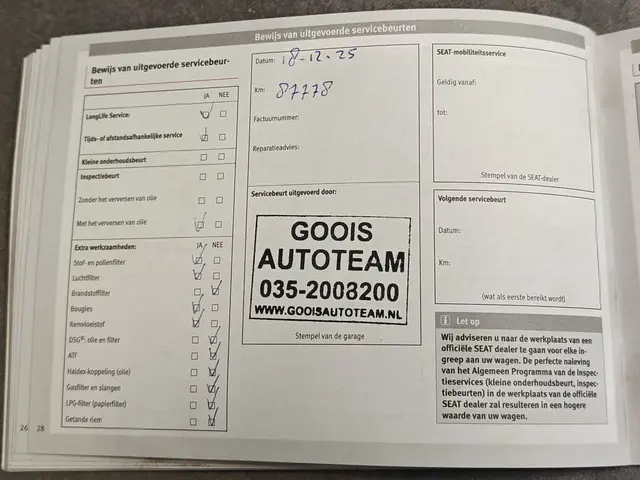 Bewijs van uitgevoerde servicebeurten
Bewijs van uitgevoerde servicebeur-
ten
JA NEE
LongLife Service:
Tijds- of afstandsafhankelijke service
Kleine onderhoudsbeurt
Inspectiebeurt
Zonder het verversen van olie
Met het verversen van olie
Extra werkzaamheden: JA NEE
Stof- en pollenfilter
Luchtfilter
Brandstoffilter
Bougies
Remvloeistof
DSG®: olie en filter
ATF
Haldex-koppeling (olie)
Gasfilter en slangen
LPG-filter (papierfilter)
Getande riem
26 28
Datum: 18-12-25
Km: 87778
Factuurnummer:
Reparatieadvies:
Servicebeurt uitgevoerd door:
GOOIS
AUTOTEAM
035-2008200
WWW.GOOISAUTOTEAM.NL
Stempel van de garage
SEAT-mobiliteitsservice
Geldig vanaf:
tot:
Stempel van de SEAT-dealer
Volgende servicebeurt
Datum:
Km:
(wat als eerste bereikt wordt)
i Let op
Wij adviseren u naar de werkplaats van een
officiële SEAT dealer te gaan voor elke in-
greep aan uw wagen. De perfecte naleving
van het Algemeen Programma van de Inspec-
tieservices (kleine onderhoudsbeurt, inspec-
tiebeurten) in de werkplaats van de officiële
SEAT dealer zal resulteren in een hogere
waarde van uw wagen.